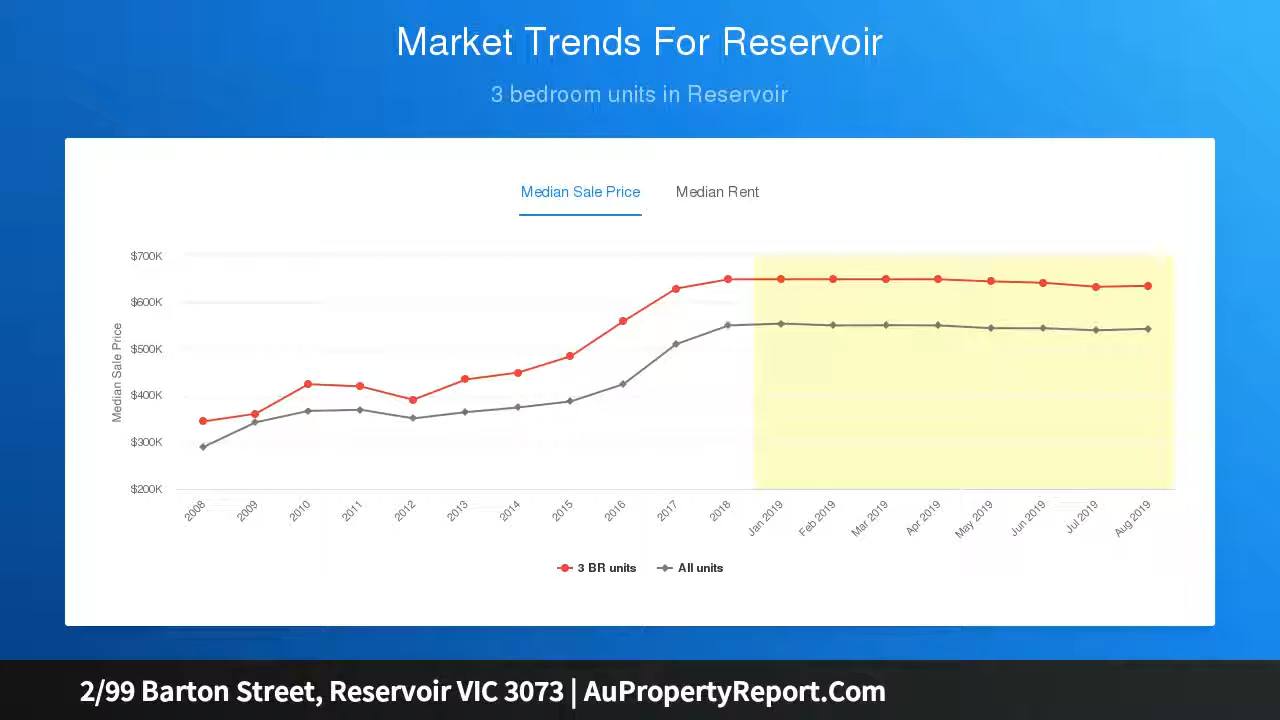 Market Trends For Reservoir
3 bedroom units in Reservoir
Median Sale Price
Median Rent
Median Sale Price
$700K
$600K
$500K
$400K
$300K
$200K
2008
2009
2010
2011
2012
2013
2014
2015
2016
2017
2018
Jan 2019
Feb 2019
Mar 2019
Apr 2019
May 2019
Jun 2019
Jul 2019
Aug 2019
3 BR units
All units
2/99 Barton Street, Reservoir VIC 3073 | AuPropertyReport.Com